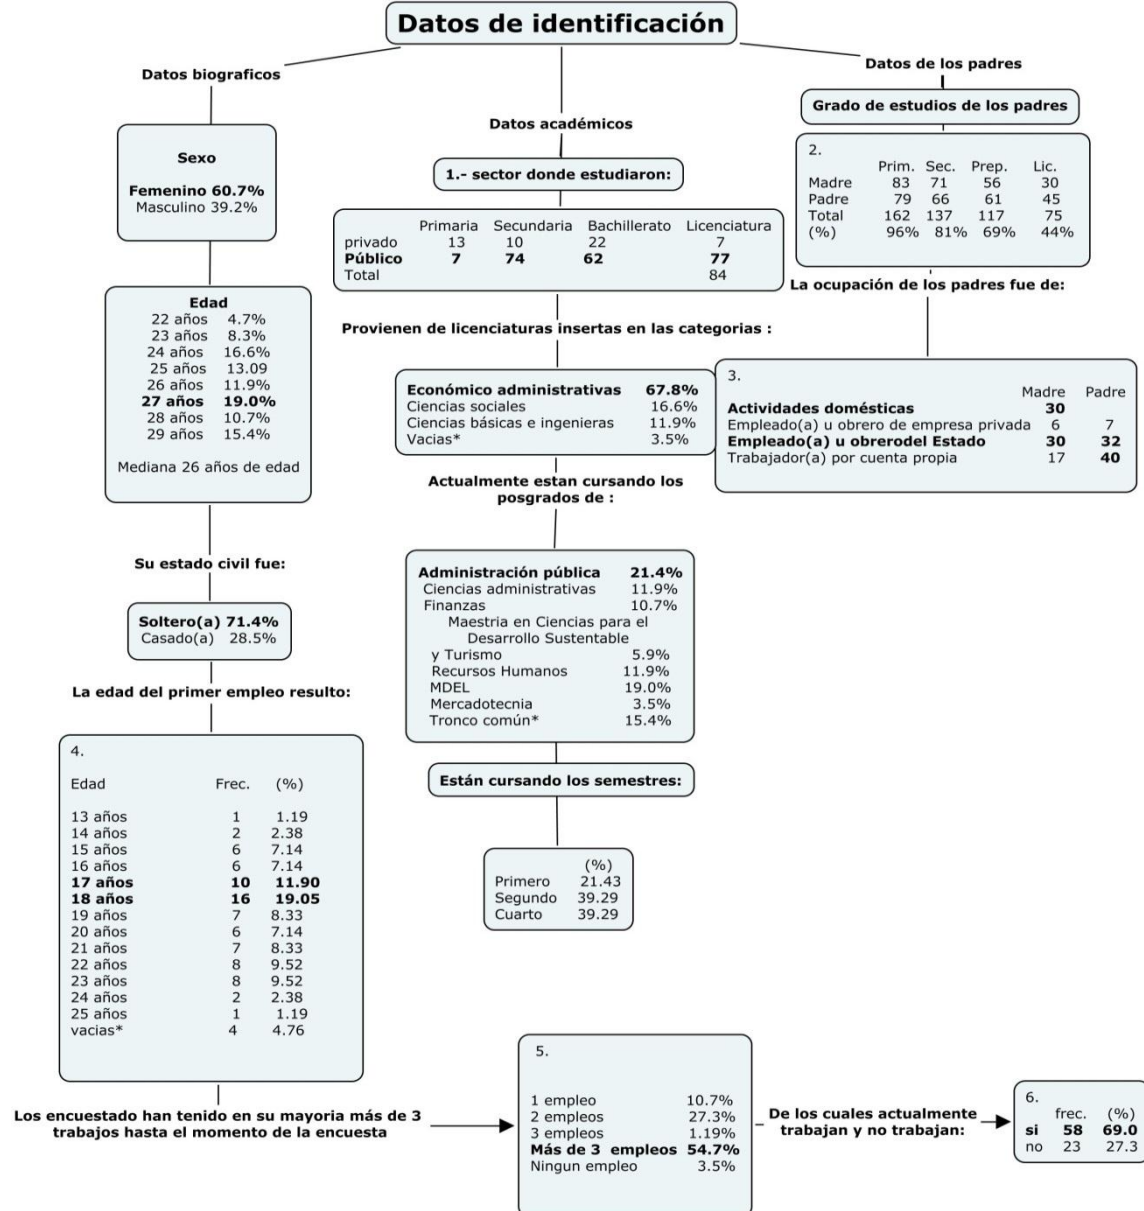 Datos de identificación
Datos biograficos
Sexo
Femenino 60.7%
Masculino 39.2%
Edad
22 años 4.7%
23 años 8.3%
24 años 16.6%
25 años 13.09
26 años 11.9%
27 años 19.0%
28 años 10.7%
29 años 15.4%
Mediana 26 años de edad
Su estado civil fue:
Soltero(a) 71.4%
Casado(a) 28.5%
La edad del primer empleo resulto:
4.
Edad Frec. (%)
13 años 1 1.19
14 años 2 2.38
15 años 6 7.14
16 años 6 7.14
17 años 10 11.90
18 años 16 19.05
19 años 7 8.33
20 años 6 7.14
21 años 7 8.33
22 años 8 9.52
23 años 8 9.52
24 años 2 2.38
25 años 1 1.19
vacias* 4 4.76
Los encuestado han tenido en su mayoria más de 3
trabajos hasta el momento de la encuesta
5.
1 empleo 10.7%
2 empleos 27.3%
3 empleos 1.19%
Más de 3 empleos 54.7%
Ningun empleo 3.5%
De los cuales actualmente
trabajan y no trabajan:
6.
frec. (%)
si 58 69.0
no 23 27.3
Datos académicos
1.- sector donde estudiaron:
Primaria Secundaria Bachillerato Licenciatura
privado 13 10 22 7
Público 7 74 62 77
Total 84
Provienen de licenciaturas insertas en las categorias :
Económico administrativas 67.8%
Ciencias sociales 16.6%
Ciencias básicas e ingenieras 11.9%
Vacias* 3.5%
Actualmente estan cursando los
posgrados de :
Administración pública 21.4%
Ciencias administrativas 11.9%
Finanzas 10.7%
Maestria en Ciencias para el
Desarrollo Sustentable
y Turismo 5.9%
Recursos Humanos 11.9%
MDEL 19.0%
Mercadotecnia 3.5%
Tronco común* 15.4%
Están cursando los semestres:
(%)
Primero 21.43
Segundo 39.29
Cuarto 39.29
Datos de los padres
Grado de estudios de los padres
2.
Prim. Sec. Prep. Lic.
Madre 83 71 56 30
Padre 79 66 61 45
Total 162 137 117 75
(%) 96% 81% 69% 44%
La ocupación de los padres fue de:
3.
Madre Padre
Actividades domésticas 30
Empleado(a) u obrero de empresa privada 6 7
Empleado(a) u obrerodel Estado 30 32
Trabajador(a) por cuenta propia 17 40